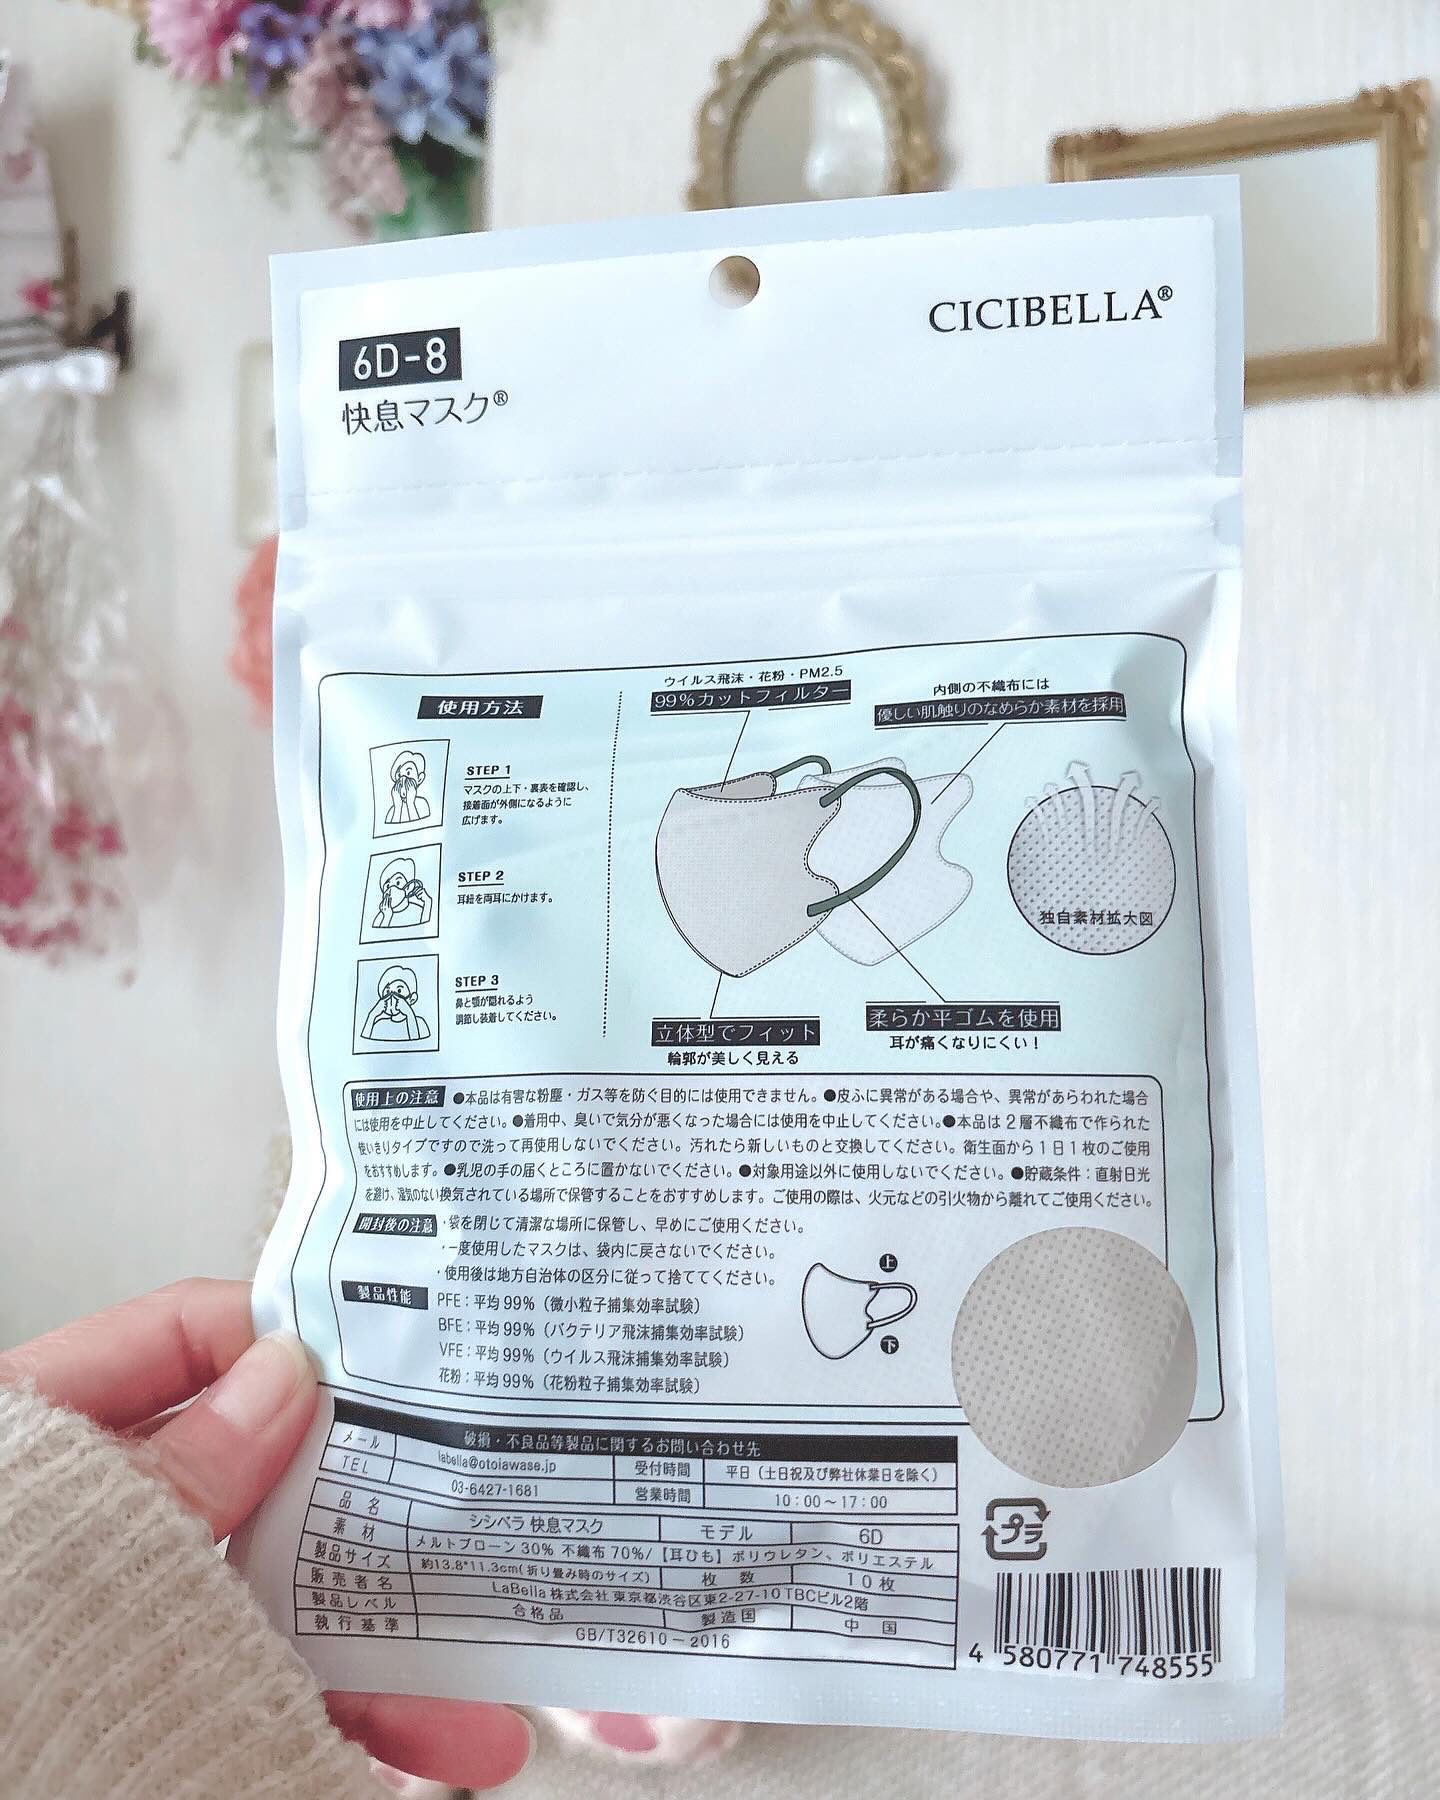 CICIBELLA®
6D-8
快息マスク®
使用方法
STEP 1
マスクの上下・裏表を確認し、
接着面が外側になるように
広げます。
STEP 2
耳紐を両耳にかけます。
STEP 3
鼻と顎が隠れるよう
調節し装着してください。
ウイルス飛沫・花粉・PM2.5
99%カットフィルター
内側の不織布には
優しい肌触りのなめらか素材を採用
独自素材拡大図
立体型でフィット
輪郭が美しく見える
柔らか平ゴムを使用
耳が痛くなりにくい！
使用上の注意 ●本品は有害な粉塵・ガス等を防ぐ目的には使用できません。●皮ふに異常がある場合や、異常があらわれた場合
には使用を中止してください。●着用中、臭いで気分が悪くなった場合には使用を中止してください。●本品は２層不織布で作られた
使いきりタイプですので洗って再使用しないでください。汚れたら新しいものと交換してください。衛生面から１日１枚のご使用
をおすすめします。●乳児の手の届くところに置かないでください。●対象用途以外に使用しないでください。●貯蔵条件：直射日光
を避け、湿気のない換気されている場所で保管することをおすすめします。ご使用の際は、火元などの引火物から離れてご使用ください。
開封後の注意 ・袋を閉じて清潔な場所に保管し、早めにご使用ください。
・一度使用したマスクは、袋内に戻さないでください。
・使用後は地方自治体の区分に従って捨ててください。
製品性能 PFE：平均99%（微小粒子捕集効率試験）
BFE：平均99%（バクテリア飛沫捕集効率試験）
VFE：平均99%（ウイルス飛沫捕集効率試験）
花粉：平均99%（花粉粒子捕集効率試験）
上
下
破損・不良品等製品に関するお問い合わせ先
メール labella@otoiawase.jp 受付時間 平日（土日祝及び弊社休業日を除く）
TEL 03-6427-1681 営業時間 10：00～17：00
品名 シシベラ 快息マスク モデル 6D
素材 メルトブローン30% 不織布70%/【耳ひも】ポリウレタン、ポリエステル
製品サイズ 約13.8*11.3cm(折り畳み時のサイズ) 枚数 10枚
販売者名 LaBella株式会社 東京都渋谷区東2-27-10 TBCビル2階
製品レベル 合格品 製造国 中国
執行基準 GB/T32610－2016
プラ
4 580771 748555